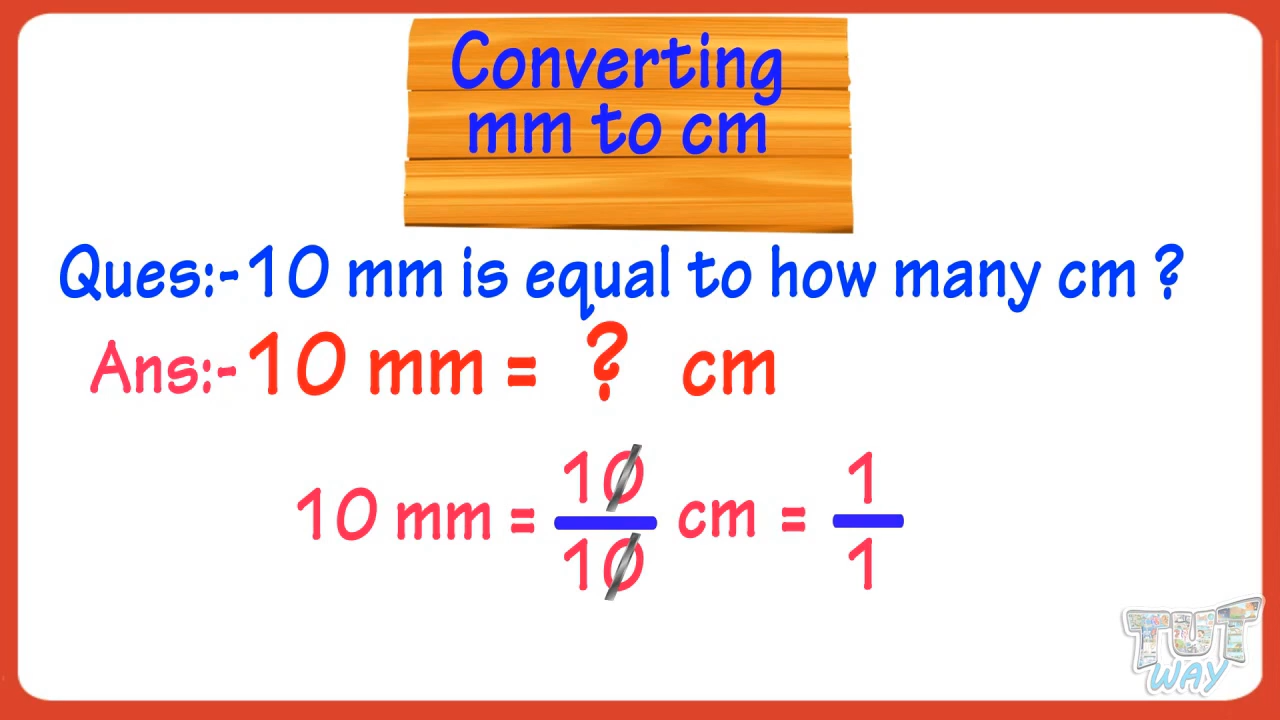 Converting
mm to cm
Ques:-10 mm is equal to how many cm ?
Ans:-10 mm = ? cm
10 mm = 10/10 cm = 1/1
TUT
WAY